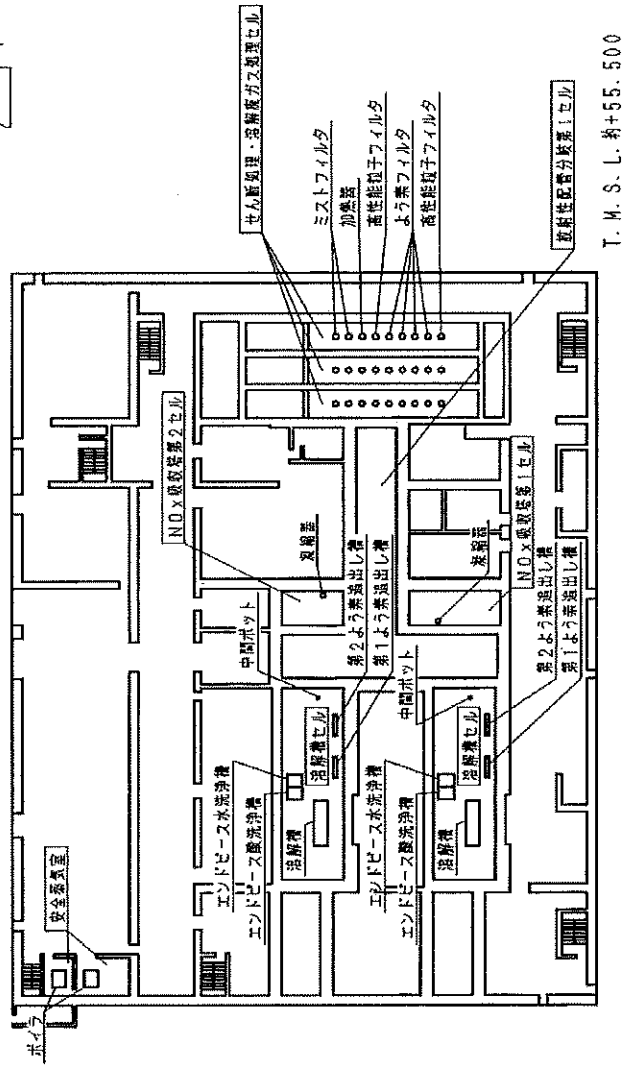 ボイラ
安全蒸気室
エンドピース水洗浄槽
エンドピース酸洗浄槽
溶解槽
溶解槽セル
中間ポット
第2よう素追出し槽
第1よう素追出し槽
NOx吸収塔第2セル
凝縮器
エンドピース水洗浄槽
エンドピース酸洗浄槽
溶解槽
溶解槽セル
中間ポット
第2よう素追出し槽
第1よう素追出し槽
NOx吸収塔第1セル
凝縮器
せん断処理・溶解廃ガス処理セル
ミストフィルタ
加熱器
高性能粒子フィルタ
よう素フィルタ
高性能粒子フィルタ
放射性配管分岐第1セル
T.M.S.L.約+55.500